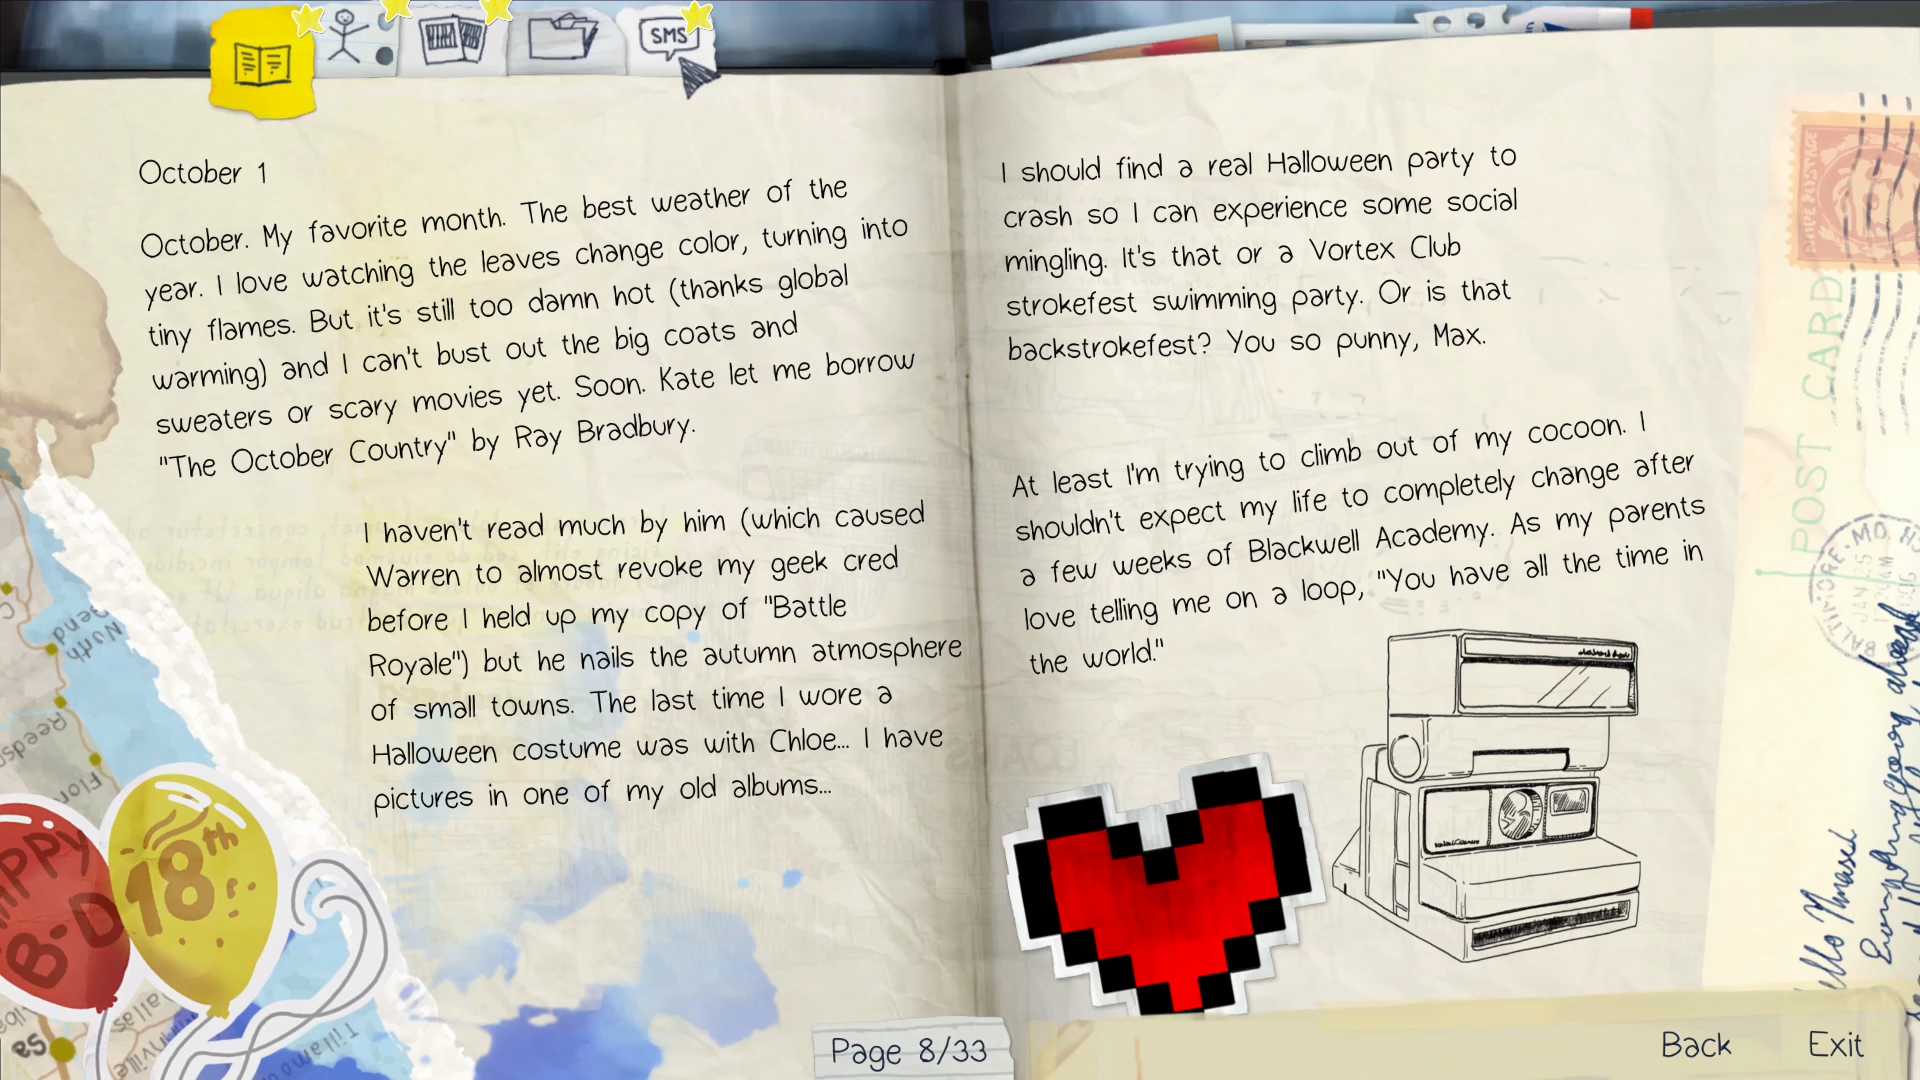 SMS
October 1
October. My favorite month. The best weather of the
year. I love watching the leaves change color, turning into
tiny flames. But it's still too damn hot (thanks global
warming) and I can't bust out the big coats and
sweaters or scary movies yet. Soon. Kate let me borrow
"The October Country" by Ray Bradbury.
I haven't read much by him (which caused
Warren to almost revoke my geek cred
before I held up my copy of "Battle
Royale") but he nails the autumn atmosphere
of small towns. The last time I wore a
Halloween costume was with Chloe... I have
pictures in one of my old albums...
I should find a real Halloween party to
crash so I can experience some social
mingling. It's that or a Vortex Club
strokefest swimming party. Or is that
backstrokefest? You so punny, Max.
At least I'm trying to climb out of my cocoon. I
shouldn't expect my life to completely change after
a few weeks of Blackwell Academy. As my parents
love telling me on a loop, "You have all the time in
the world."
North
Bend
Reedsp
Flor
18th
B-D
Tillamo
POST CARD
BALTIMORE. MD.
JAN 15
Page 8/33
Back
Exit